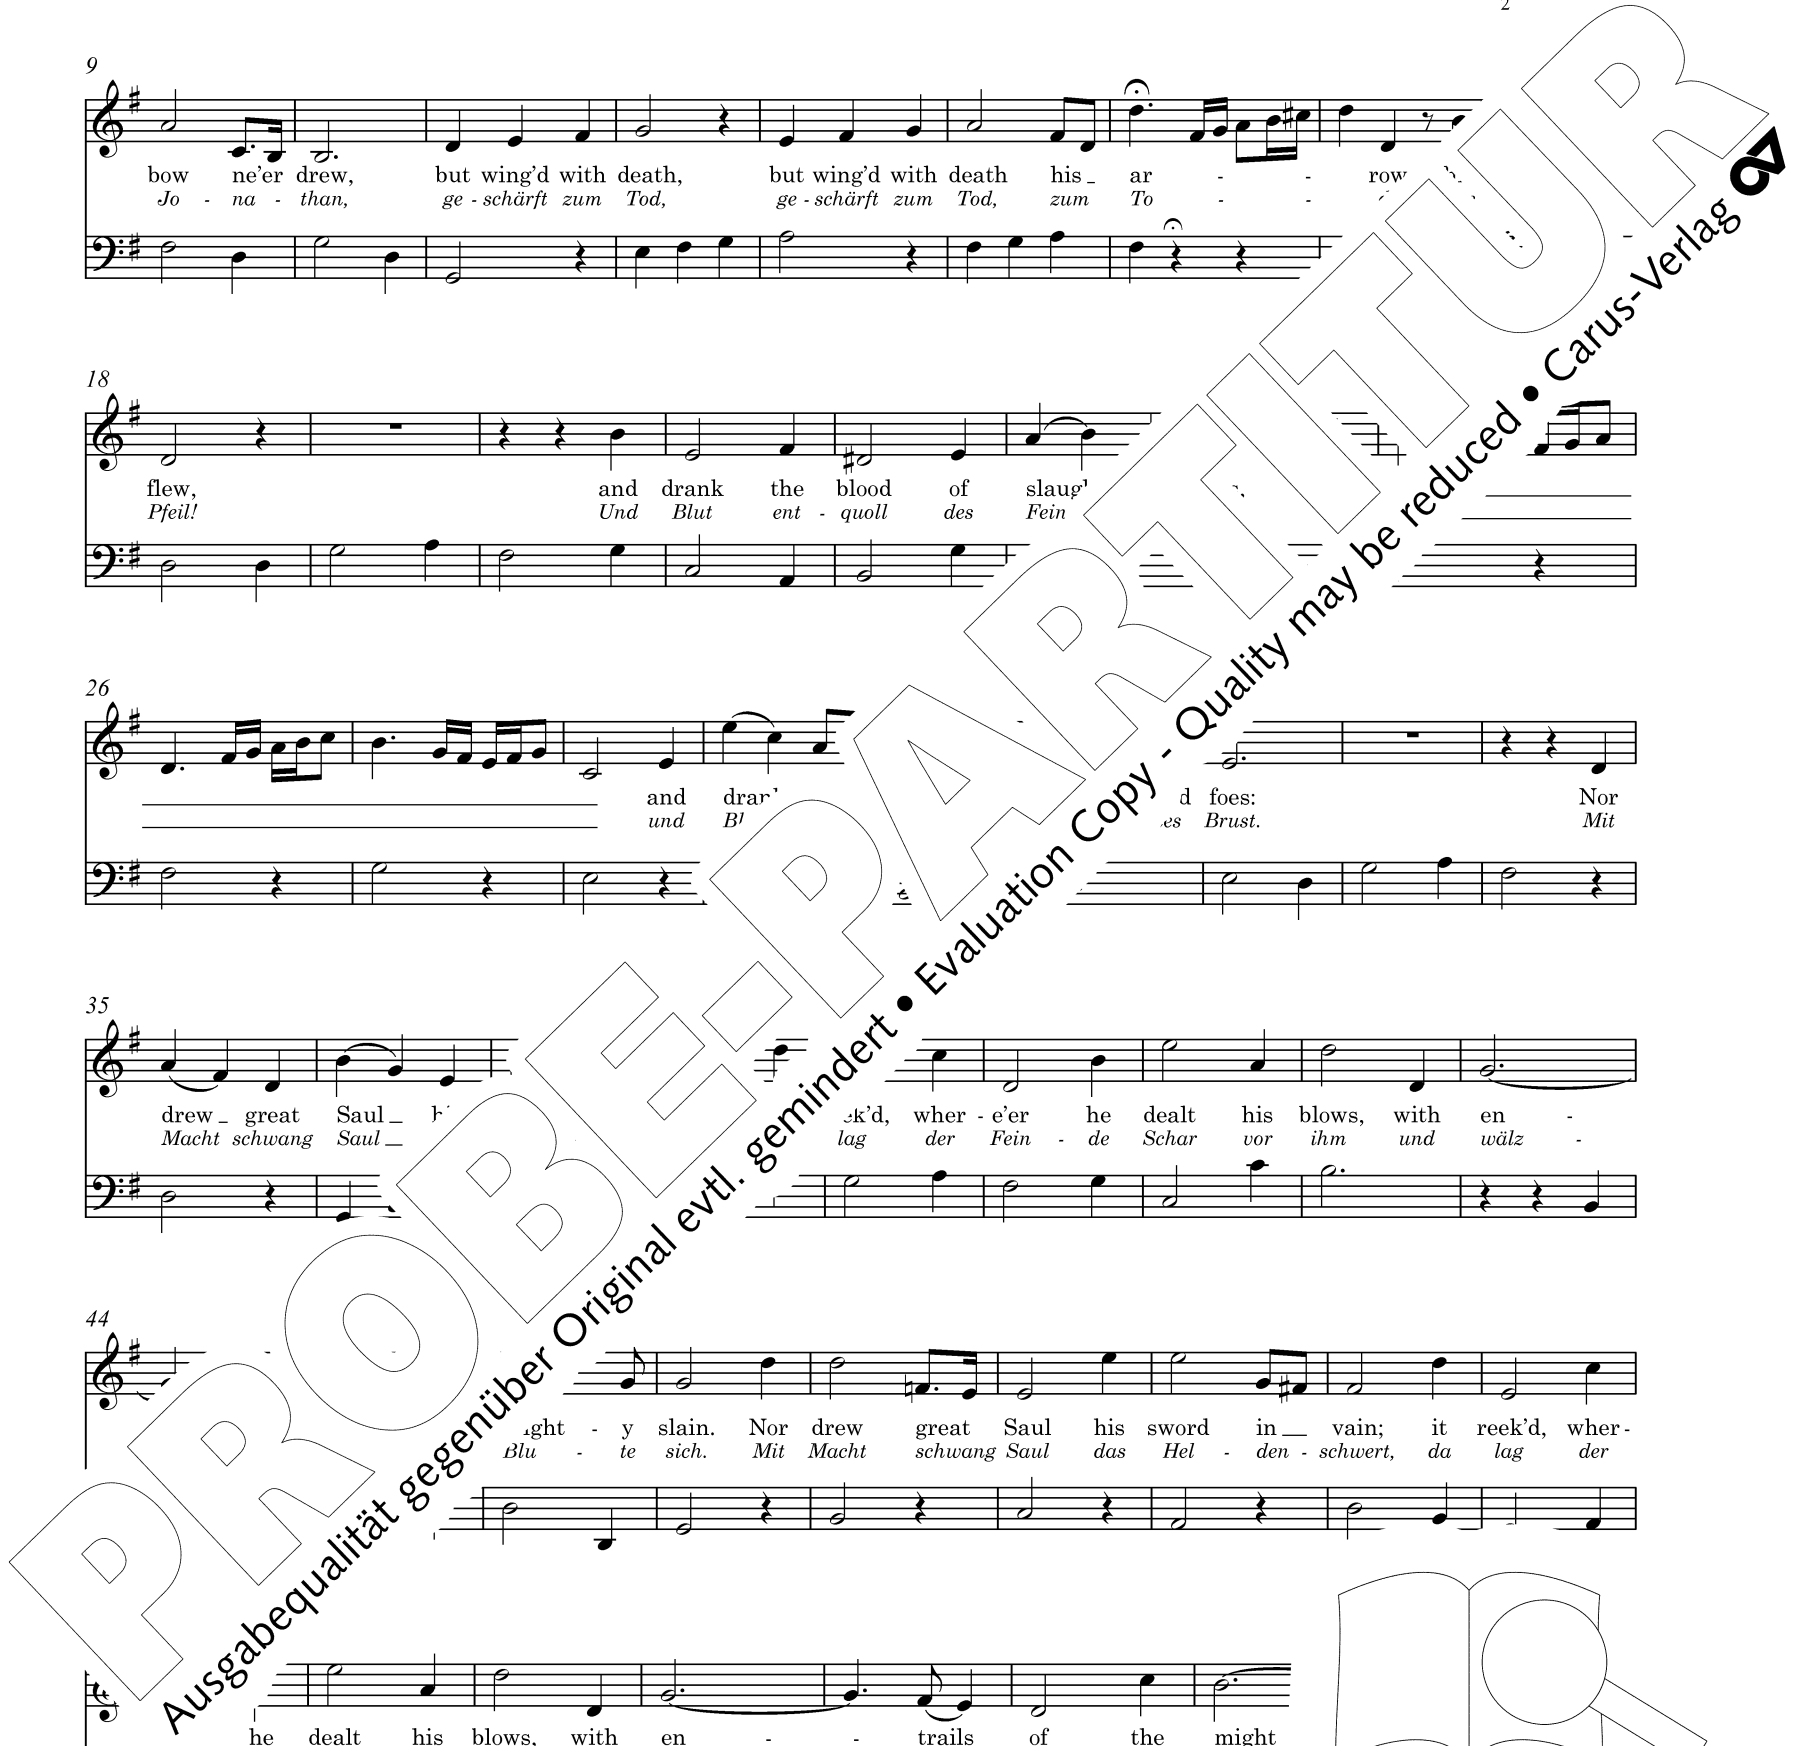 2
9
bow ne’er drew, but wing’d with death, but wing’d with death his _ ar - - row
Jo - na - than, ge - schärft zum Tod, ge - schärft zum Tod, zum To - -
18
flew, and drank the blood of
Pfeil! Und Blut ent - quoll des Fein
26
and foes: Nor
und Brust. Mit
35
drew _ great Saul _ wher - e’er he dealt his blows, with en -
Macht schwang Saul _ lag der Fein - de Schar vor ihm und wälz -
44
y slain. Nor drew great Saul his sword in _ vain; it reek’d, wher -
te sich. Mit Macht schwang Saul das Hel - den - schwert, da lag der
he dealt his blows, with en - - trails of the might
PROBE-PARTITUR
Ausgabequalität gegenüber Original evtl. gemindert • Evaluation Copy - Quality may be reduced • Carus-Verlag